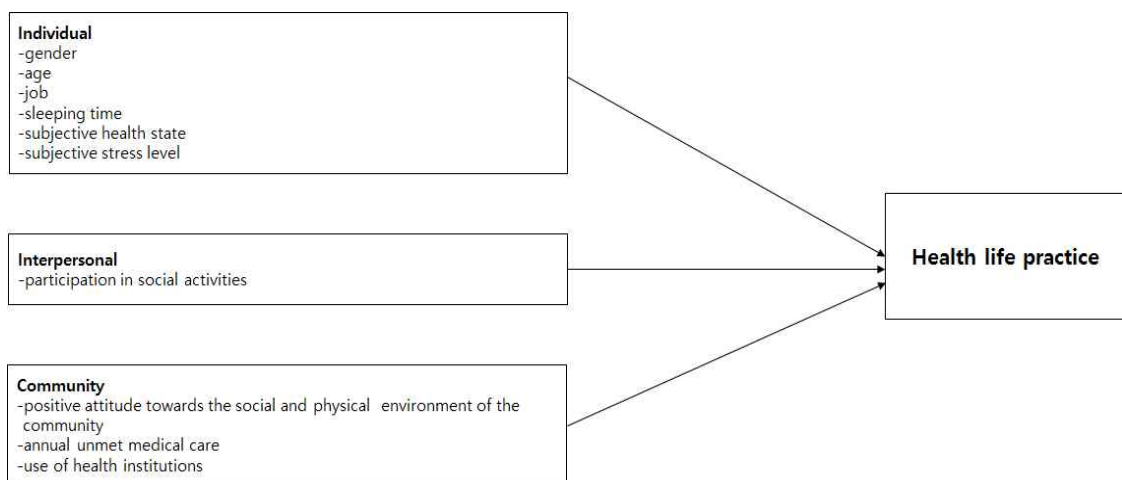 Individual
-gender
-age
-job
-sleeping time
-subjective health state
-subjective stress level
Interpersonal
-participation in social activities
Health life practice
Community
-positive attitude towards the social and physical environment of the
community
-annual unmet medical care
-use of health institutions